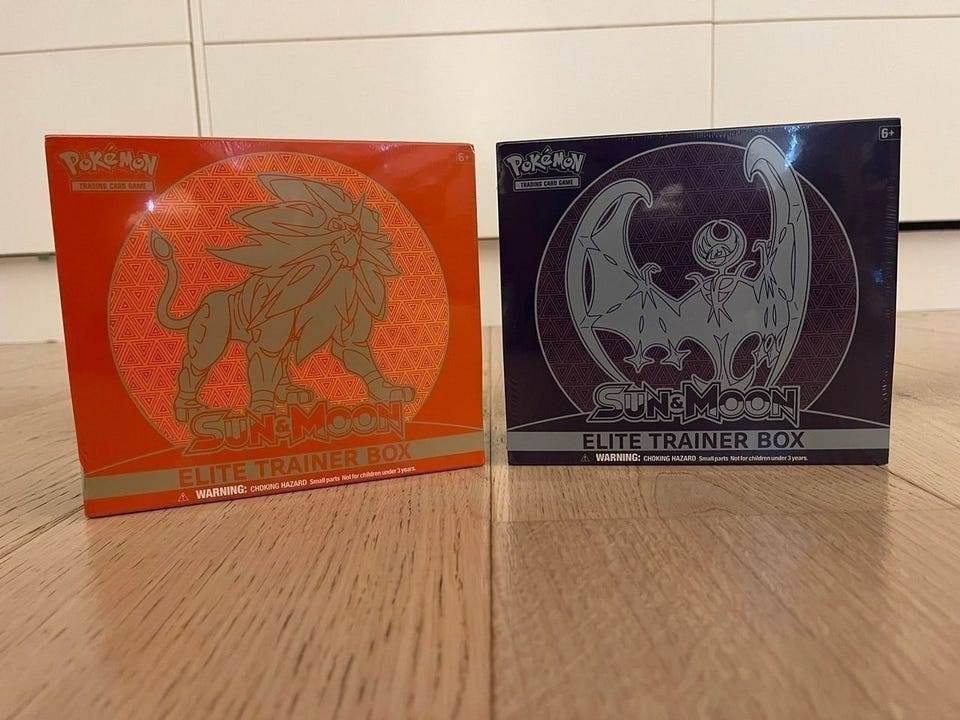 POKéMON
TRADING CARD GAME
6+
SUN & MOON
ELITE TRAINER BOX
WARNING: CHOKING HAZARD Small parts Not for children under 3 years.
POKéMON
TRADING CARD GAME
6+
SUN & MOON
ELITE TRAINER BOX
WARNING: CHOKING HAZARD Small parts Not for children under 3 years.